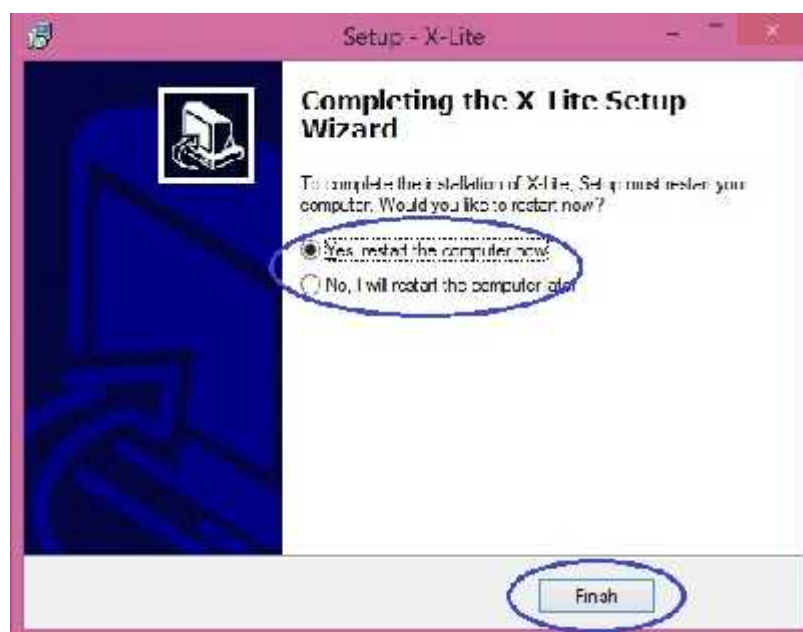 Setup - X-Lite
Completing the X-Lite Setup
Wizard
To complete the installation of X-Lite, Setup must restart your
computer. Would you like to restart now?
Yes, restart the computer now
No, I will restart the computer later
Finish